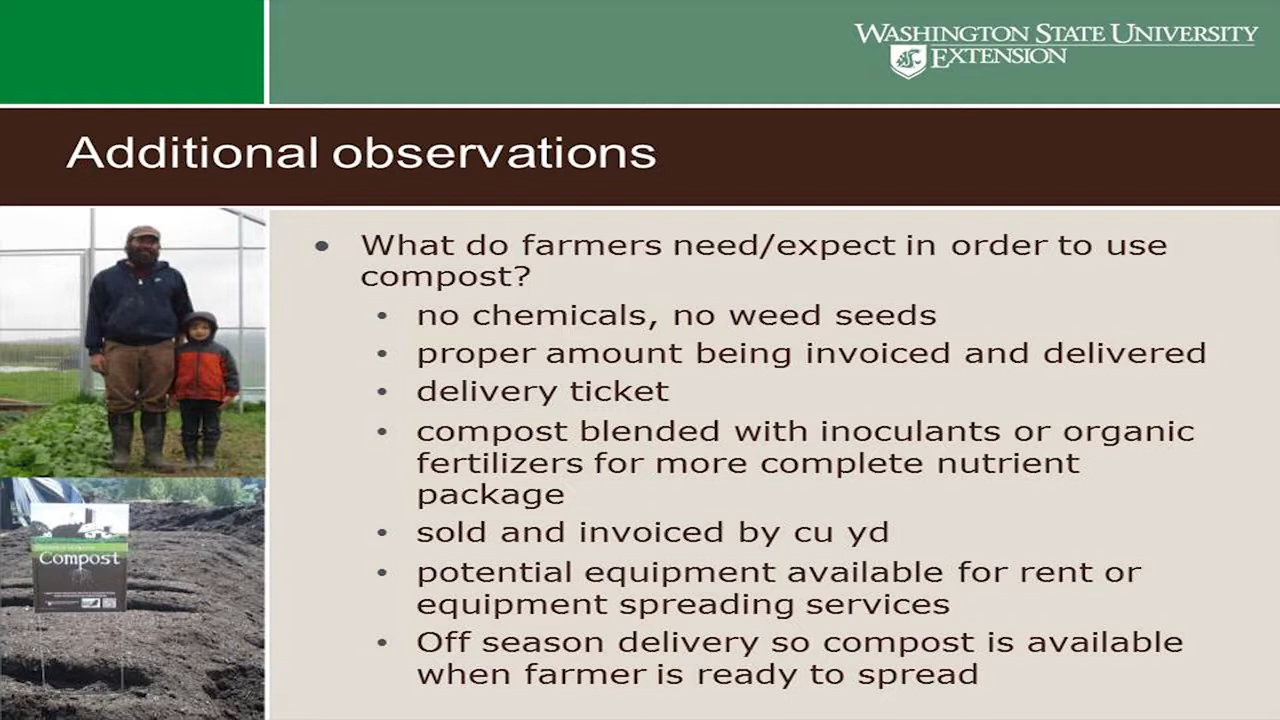 WASHINGTON STATE UNIVERSITY
EXTENSION
Additional observations
• What do farmers need/expect in order to use
compost?
• no chemicals, no weed seeds
• proper amount being invoiced and delivered
• delivery ticket
• compost blended with inoculants or organic
fertilizers for more complete nutrient
package
• sold and invoiced by cu yd
• potential equipment available for rent or
equipment spreading services
• Off season delivery so compost is available
when farmer is ready to spread
Compost